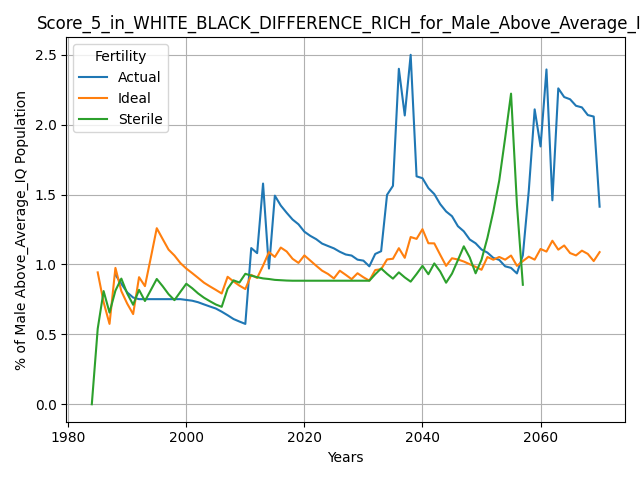 Score_5_in_WHITE_BLACK_DIFFERENCE_RICH_for_Male_Above_Average_I
Fertility
Actual
Ideal
Sterile
% of Male Above_Average_IQ Population
2.5
2.0
1.5
1.0
0.5
0.0
1980 2000 2020 2040 2060
Years